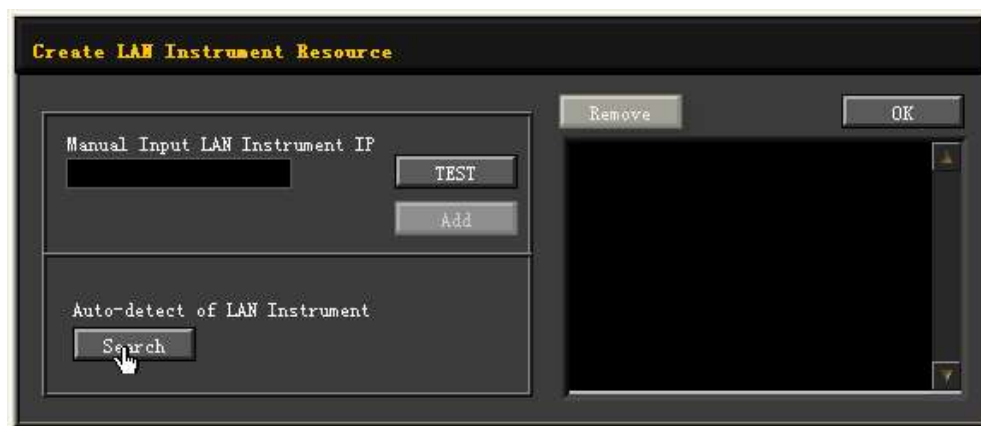 Create LAN Instrument Resource
Manual Input LAN Instrument IP
TEST
Add
Auto-detect of LAN Instrument
Search
Remove
OK